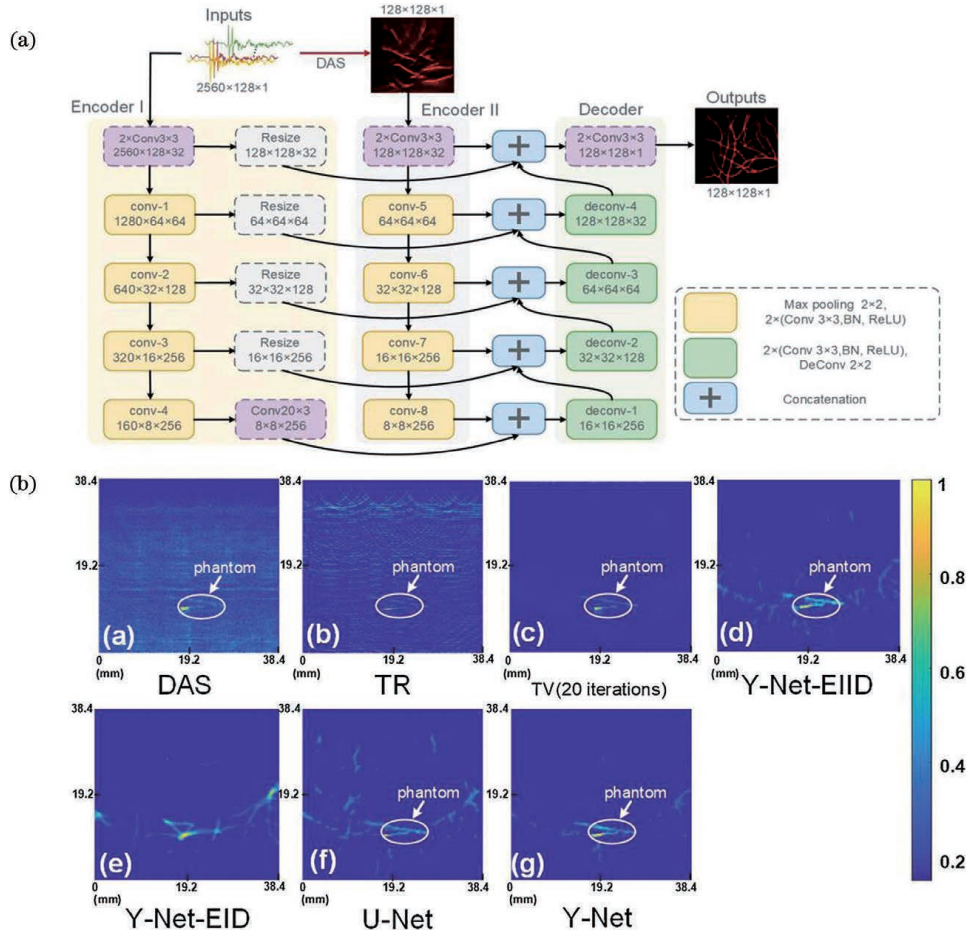 (a)
Inputs
2560×128×1
DAS
128×128×1
Encoder I
Encoder II
Decoder
Outputs
128×128×1
2×Conv3×3
2560×128×32
Resize
128×128×32
2×Conv3×3
128×128×32
2×Conv3×3
128×128×1
conv-1
1280×64×64
Resize
64×64×64
conv-5
64×64×64
deconv-4
128×128×32
conv-2
640×32×128
Resize
32×32×128
conv-6
32×32×128
deconv-3
64×64×64
conv-3
320×16×256
Resize
16×16×256
conv-7
16×16×256
deconv-2
32×32×128
conv-4
160×8×256
Conv20×3
8×8×256
conv-8
8×8×256
deconv-1
16×16×256
Max pooling 2×2,
2×(Conv 3×3,BN, ReLU)
2×(Conv 3×3,BN, ReLU),
DeConv 2×2
Concatenation
(b)
38.4
19.2
phantom
(a)
0
19.2
38.4
(mm)
DAS
38.4
19.2
phantom
(b)
0
19.2
38.4
(mm)
TR
38.4
19.2
phantom
(c)
0
19.2
38.4
(mm)
TV(20 iterations)
38.4
19.2
phantom
(d)
0
19.2
38.4
(mm)
Y-Net-EIID
38.4
19.2
(e)
0
19.2
38.4
(mm)
Y-Net-EID
38.4
19.2
phantom
(f)
0
19.2
38.4
(mm)
U-Net
38.4
19.2
phantom
(g)
0
19.2
38.4
(mm)
Y-Net
1
0.8
0.6
0.4
0.2